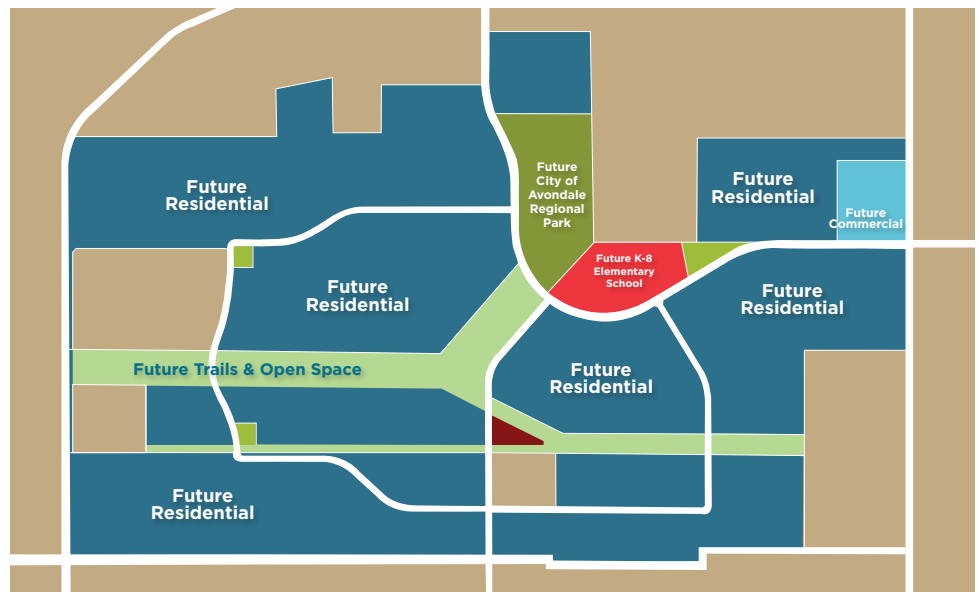 Future
City of
Avondale
Regional
Park
Future
Residential
Future
Residential
Future
Commercial
Future K-8
Elementary
School
Future
Residential
Future
Residential
Future Trails & Open Space
Future
Residential
Future
Residential